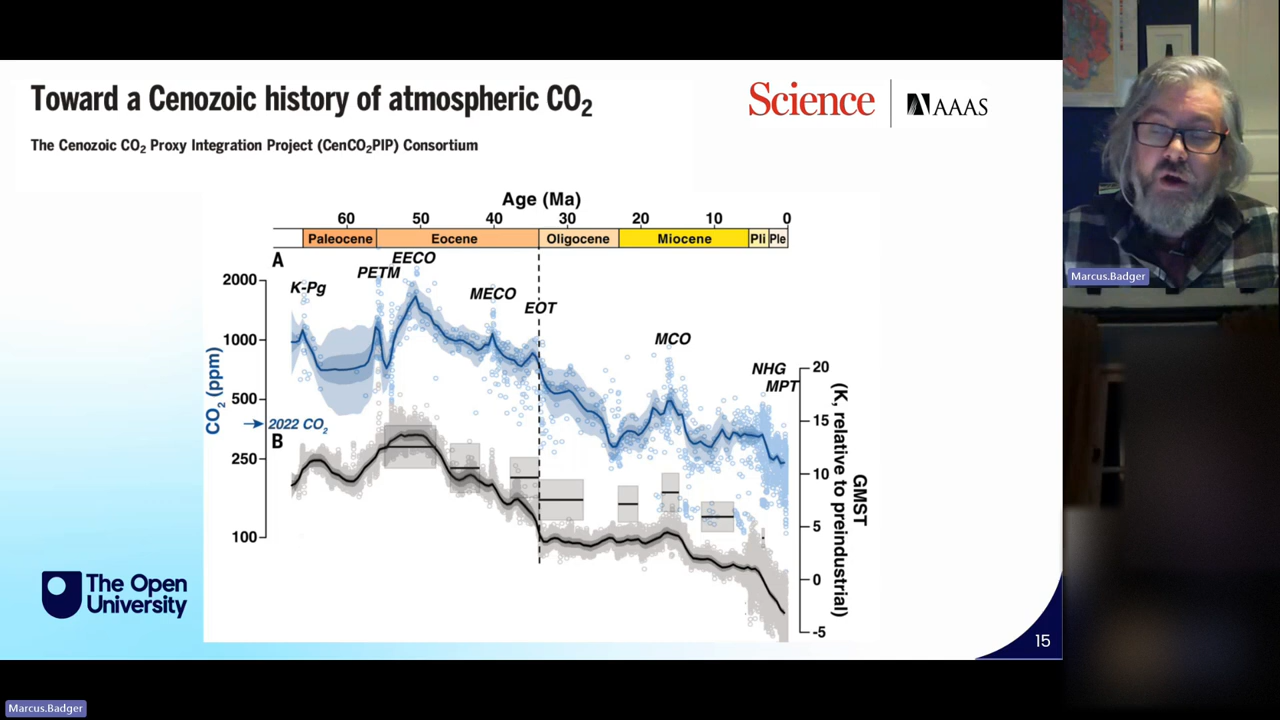 Toward a Cenozoic history of atmospheric CO2
The Cenozoic CO2 Proxy Integration Project (CenCO2PIP) Consortium
Science AAAS
Age (Ma)
60 50 40 30 20 10 0
Paleocene Eocene Oligocene Miocene Pli Ple
A
K-Pg
PETM
EECO
MECO
EOT
MCO
NHG
MPT
2000
1000
500
250
100
CO2 (ppm)
2022 CO2
B
20
15
10
5
0
-5
GMST
(K, relative to preindustrial)
The Open
University
15
Marcus.Badger
Marcus.Badger